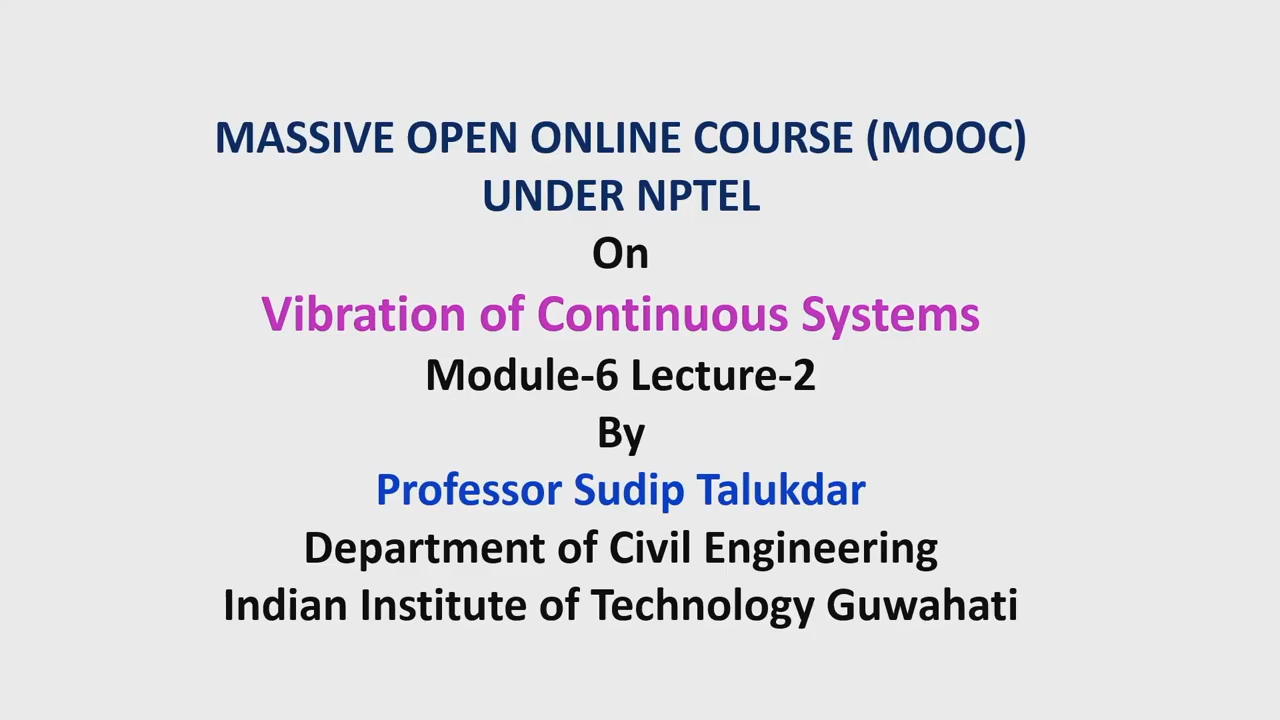 MASSIVE OPEN ONLINE COURSE (MOOC)
UNDER NPTEL
On
Vibration of Continuous Systems
Module-6 Lecture-2
By
Professor Sudip Talukdar
Department of Civil Engineering
Indian Institute of Technology Guwahati